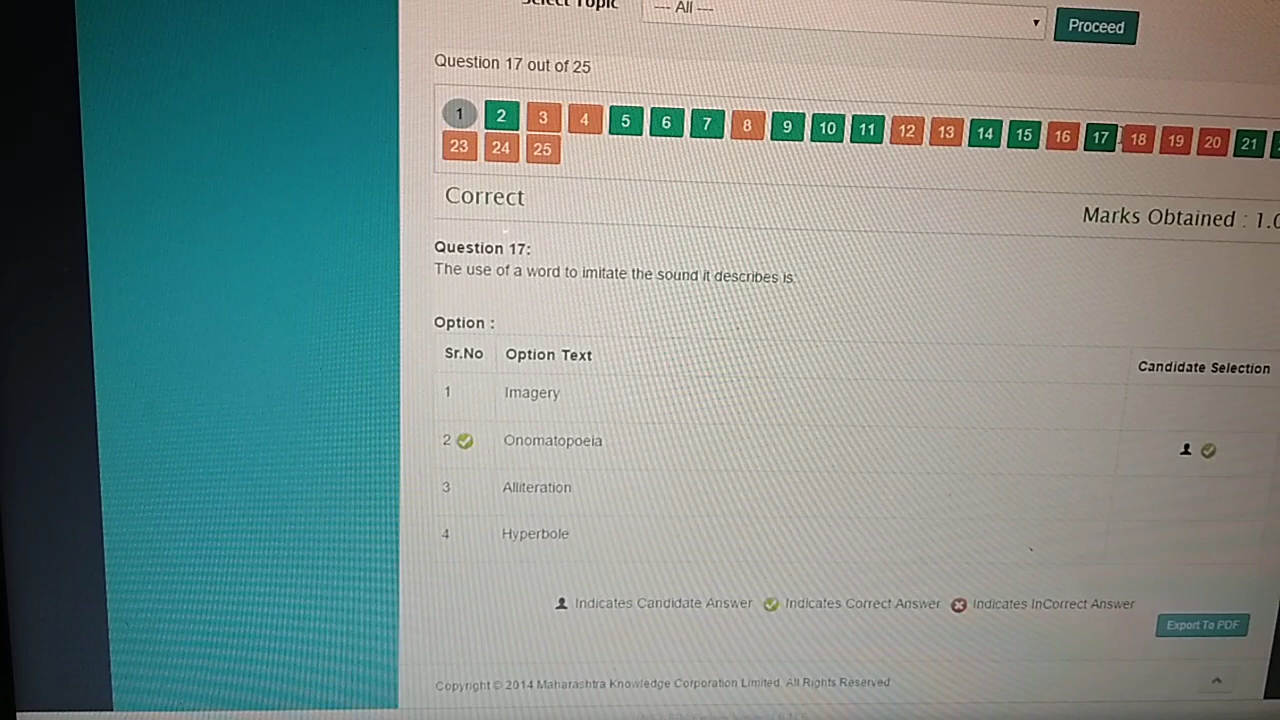 Select Topic --- All --- Proceed
Question 17 out of 25
1 2 3 4 5 6 7 8 9 10 11 12 13 14 15 16 17 18 19 20 21
23 24 25
Correct
Marks Obtained : 1.0
Question 17:
The use of a word to imitate the sound it describes is:
Option :
Sr.No Option Text Candidate Selection
1 Imagery
2 Onomatopoeia
3 Alliteration
4 Hyperbole
Indicates Candidate Answer Indicates Correct Answer Indicates InCorrect Answer
Export To PDF
Copyright © 2014 Maharashtra Knowledge Corporation Limited. All Rights Reserved